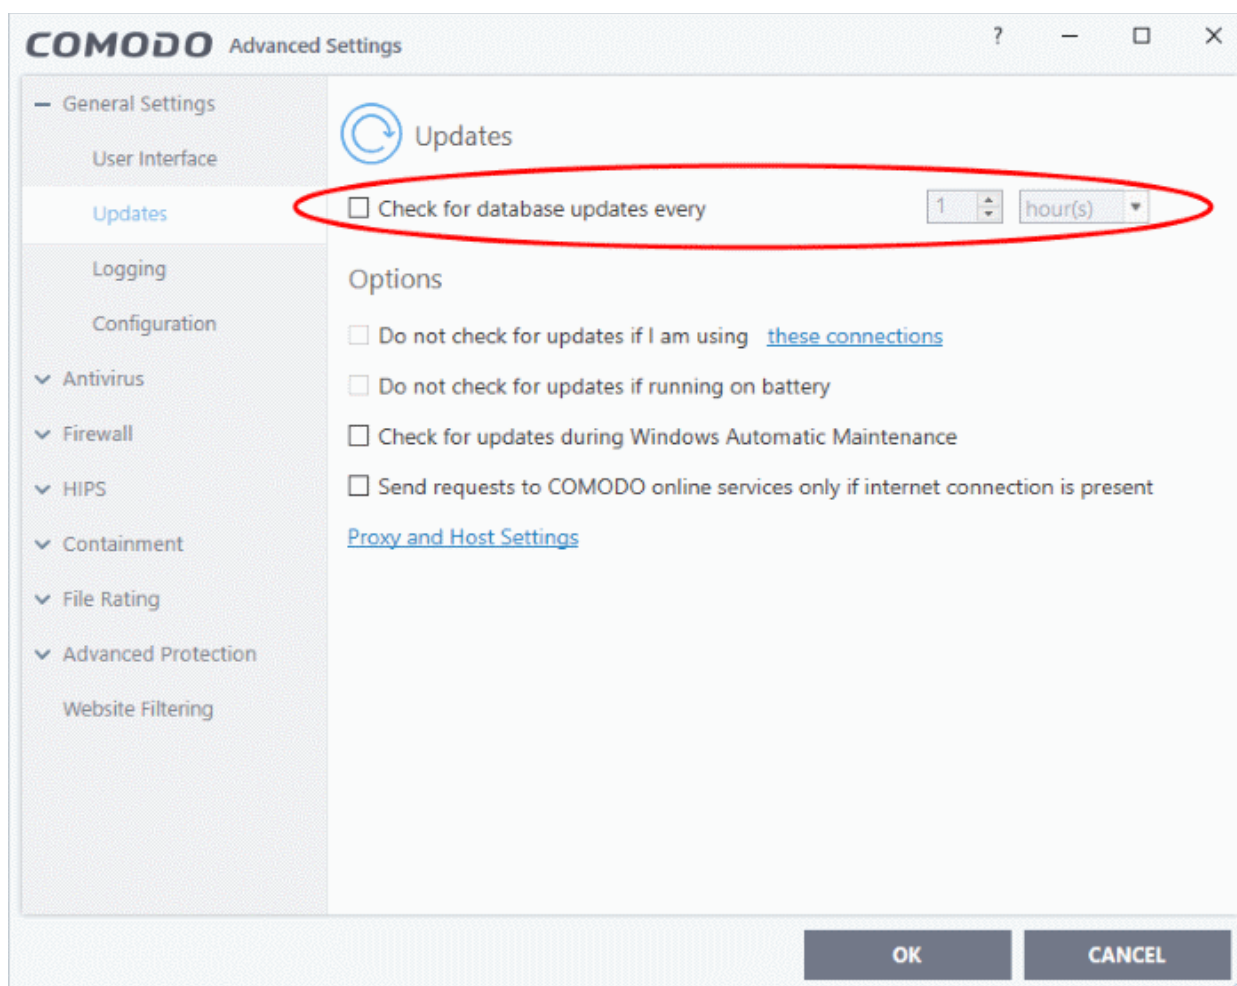 COMODO Advanced Settings ?
General Settings
User Interface
Updates
Logging
Configuration
Antivirus
Firewall
HIPS
Containment
File Rating
Advanced Protection
Website Filtering
Updates
Check for database updates every 1 hour(s)
Options
Do not check for updates if I am using these connections
Do not check for updates if running on battery
Check for updates during Windows Automatic Maintenance
Send requests to COMODO online services only if internet connection is present
Proxy and Host Settings
OK CANCEL